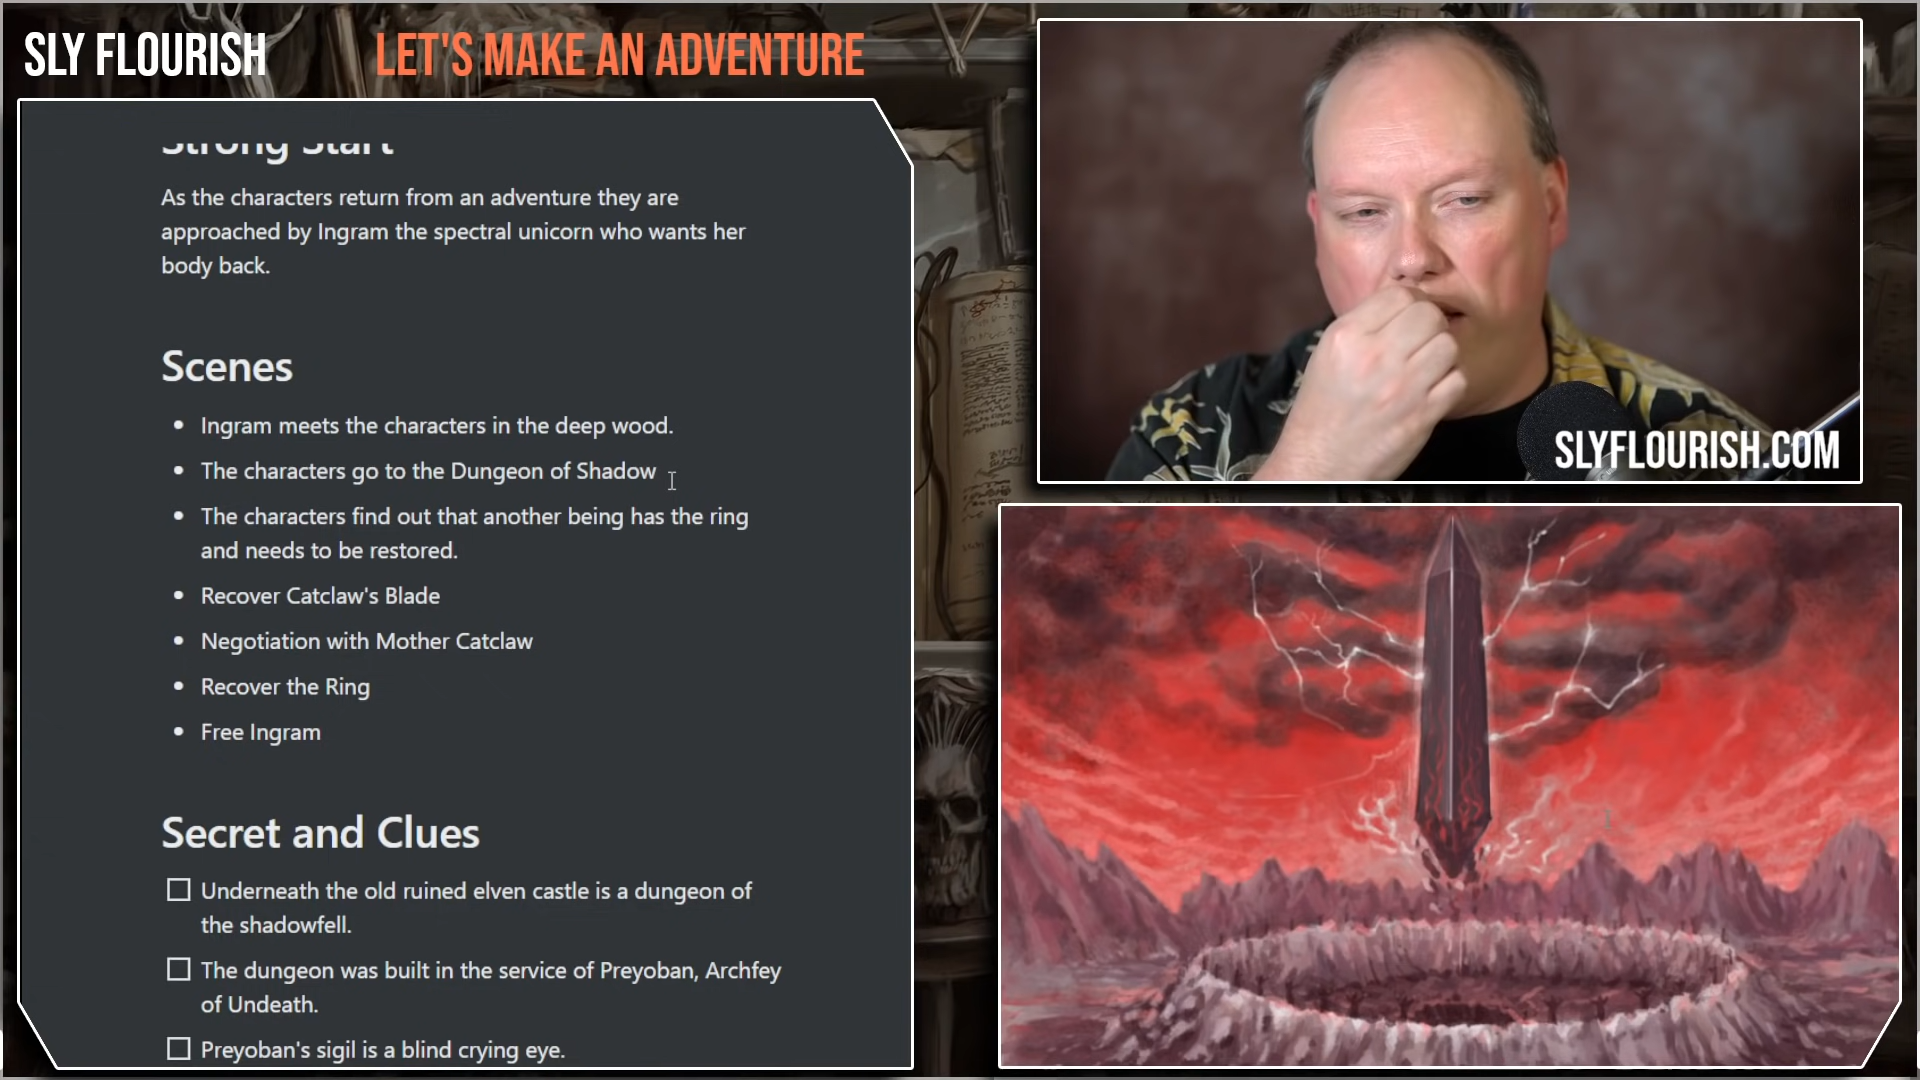 SLY FLOURISH
LET'S MAKE AN ADVENTURE
Strong Start
As the characters return from an adventure they are
approached by Ingram the spectral unicorn who wants her
body back.
Scenes
• Ingram meets the characters in the deep wood.
• The characters go to the Dungeon of Shadow
• The characters find out that another being has the ring
and needs to be restored.
• Recover Catclaw's Blade
• Negotiation with Mother Catclaw
• Recover the Ring
• Free Ingram
Secret and Clues
Underneath the old ruined elven castle is a dungeon of
the shadowfell.
The dungeon was built in the service of Preyoban, Archfey
of Undeath.
Preyoban's sigil is a blind crying eye.
SLYFLOURISH.COM